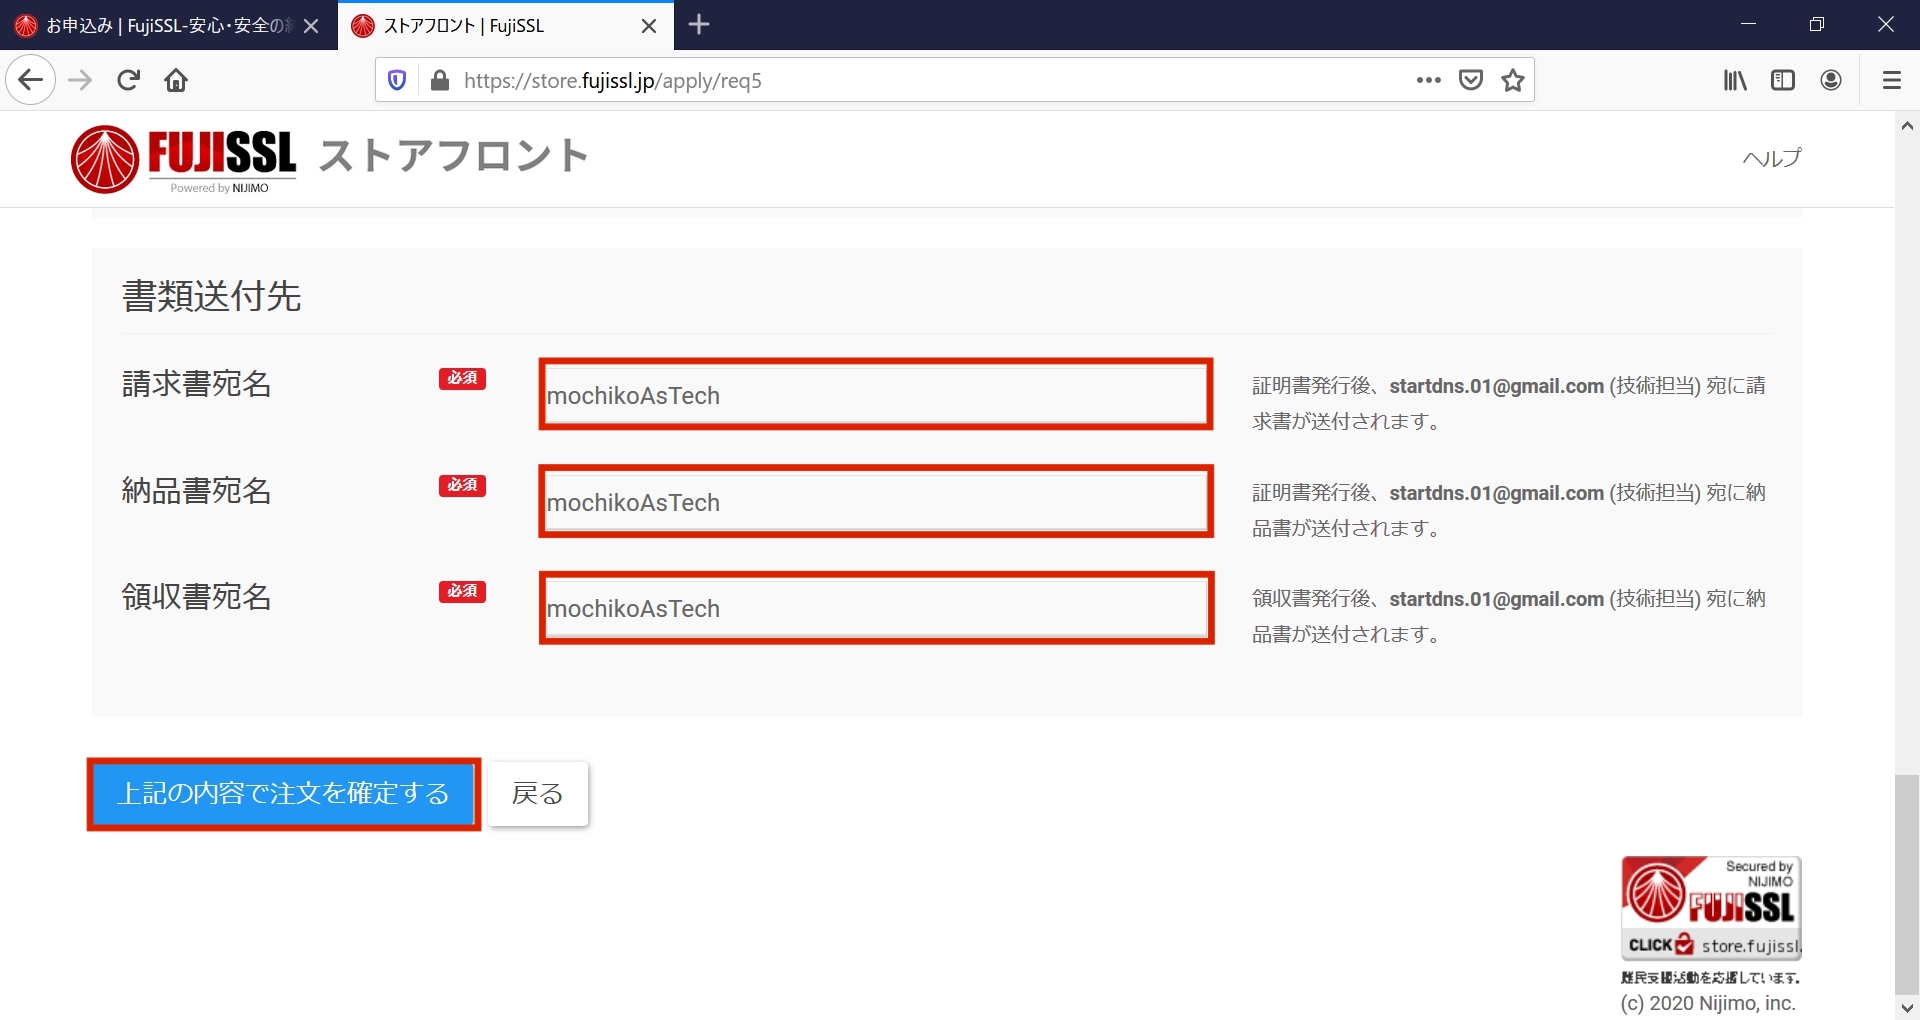 お申込み | FujiSSL-安心・安全の
ストアフロント | FujiSSL
https://store.fujissl.jp/apply/req5
FUJISSL ストアフロント
Powered by NIJIMO
ヘルプ
書類送付先
請求書宛名 必須 mochikoAsTech 証明書発行後、startdns.01@gmail.com (技術担当) 宛に請
求書が送付されます。
納品書宛名 必須 mochikoAsTech 証明書発行後、startdns.01@gmail.com (技術担当) 宛に納
品書が送付されます。
領収書宛名 必須 mochikoAsTech 領収書発行後、startdns.01@gmail.com (技術担当) 宛に納
品書が送付されます。
上記の内容で注文を確定する 戻る
Secured by
NIJIMO
FUJISSL
CLICK store.fujissl.
難民支援活動を応援しています。
(c) 2020 Nijimo, inc.